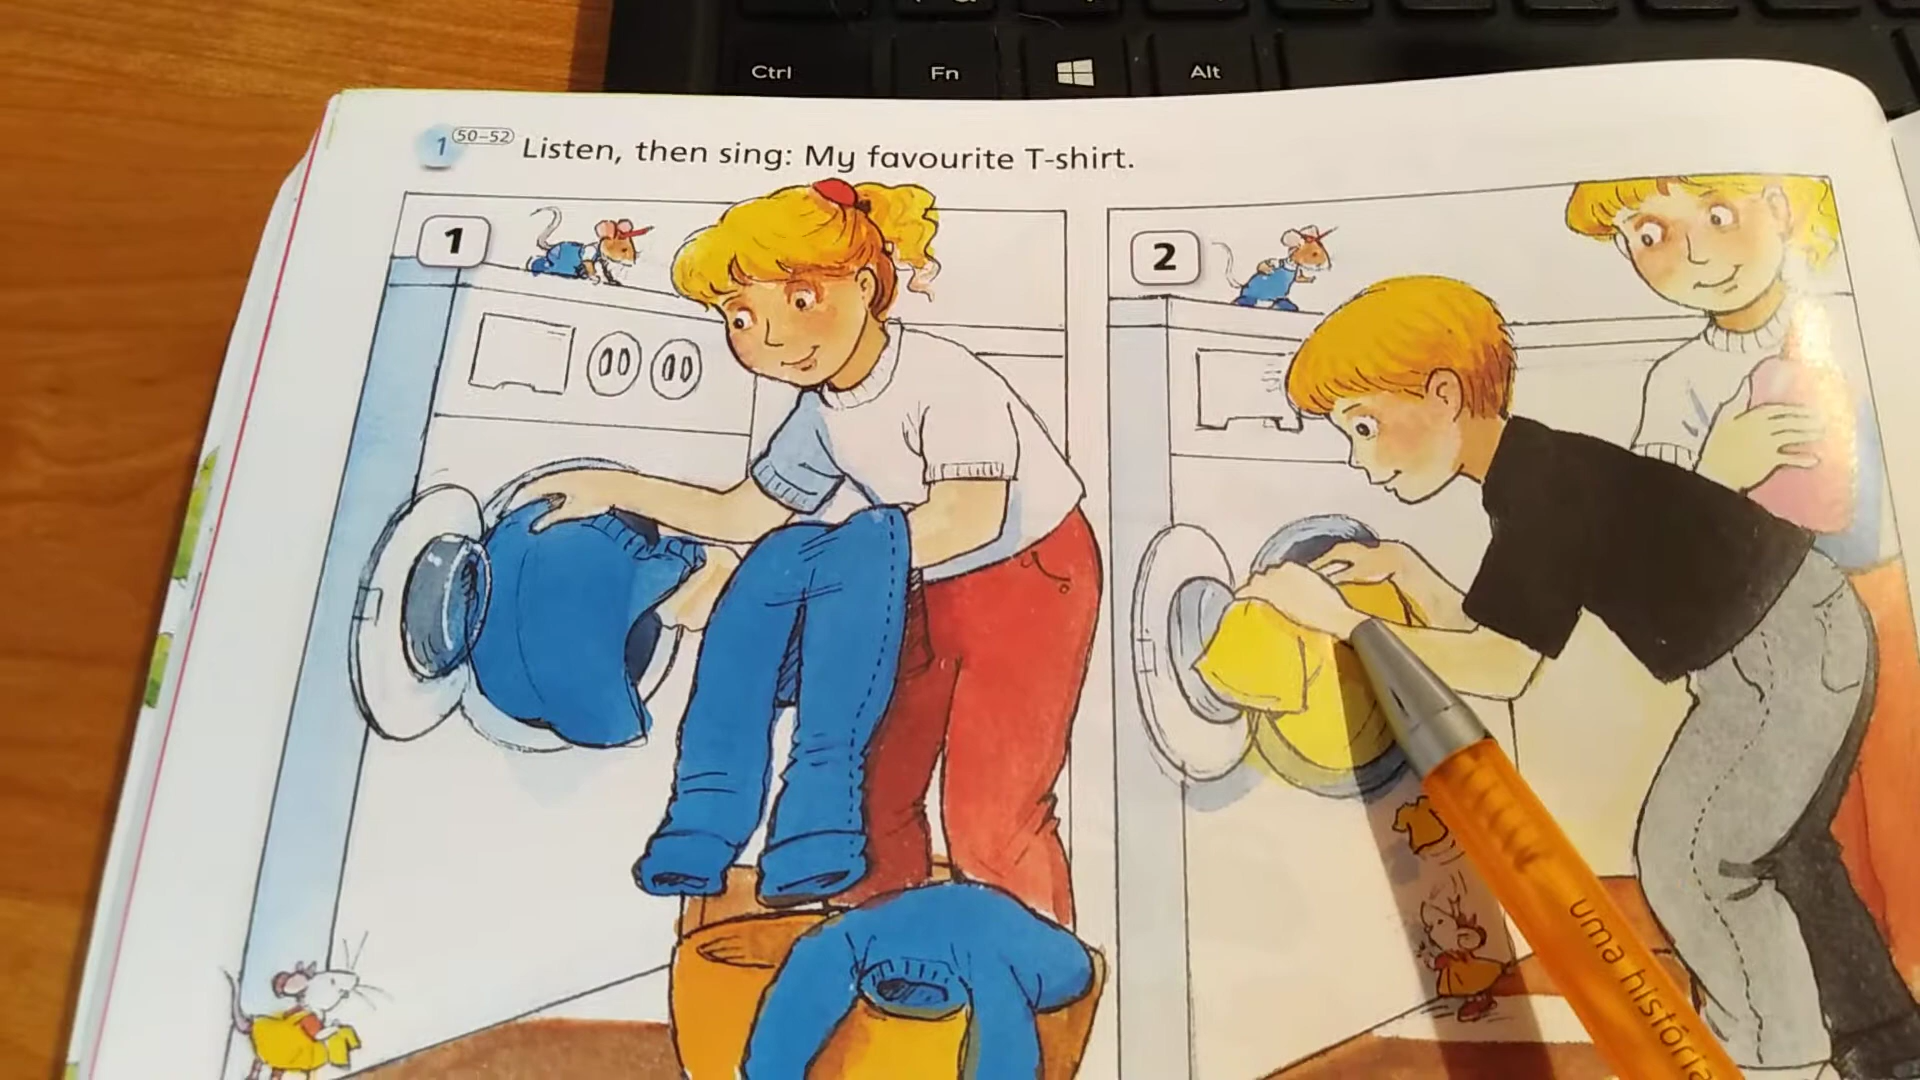 Ctrl Fn Alt
1 50–52 Listen, then sing: My favourite T-shirt.
1
2
uma história